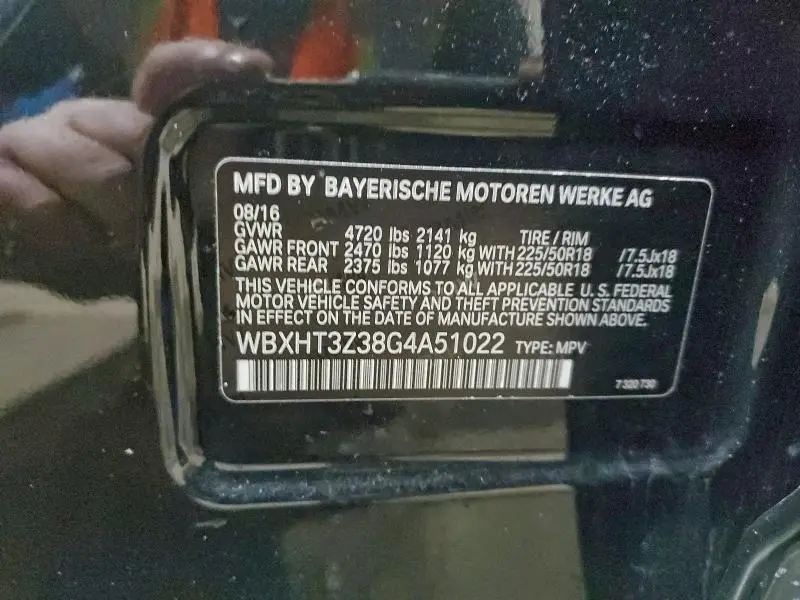 MFD BY BAYERISCHE MOTOREN WERKE AG
08/16
GVWR 4720 lbs 2141 kg TIRE / RIM
GAWR FRONT 2470 lbs 1120 kg WITH 225/50R18 /7.5Jx18
GAWR REAR 2375 lbs 1077 kg WITH 225/50R18 /7.5Jx18
THIS VEHICLE CONFORMS TO ALL APPLICABLE U.S. FEDERAL
MOTOR VEHICLE SAFETY AND THEFT PREVENTION STANDARDS
IN EFFECT ON THE DATE OF MANUFACTURE SHOWN ABOVE.
WBXHT3Z38G4A51022 TYPE: MPV
7 320 730